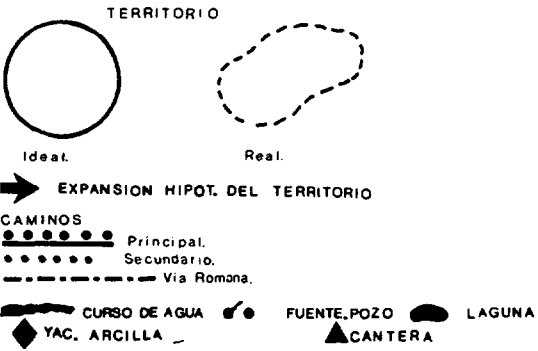 TERRITORIO
Ideal. Real.
EXPANSION HIPOT. DEL TERRITORIO
CAMINOS
Principal.
Secundario.
Via Romana.
CURSO DE AGUA FUENTE.POZO LAGUNA
YAC. ARCILLA CANTERA